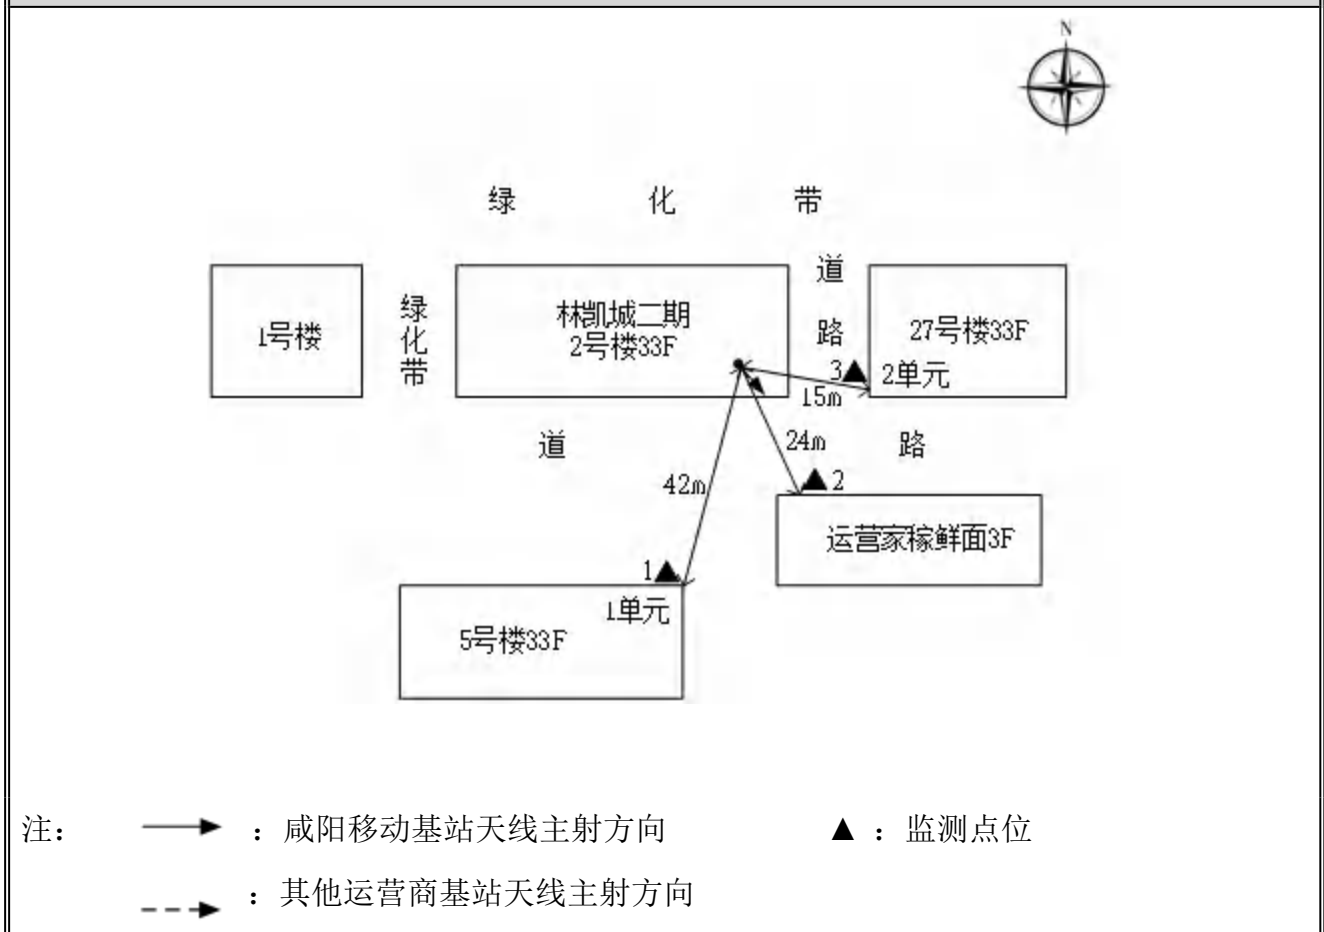 N
绿 化 带
道
路
1号楼
绿
化
带
林凯城二期
2号楼33F
27号楼33F
3▲
2单元
15m
道
24m
路
42m
▲2
运营家稼鲜面3F
1▲
1单元
5号楼33F
注: ：咸阳移动基站天线主射方向 ▲：监测点位
：其他运营商基站天线主射方向